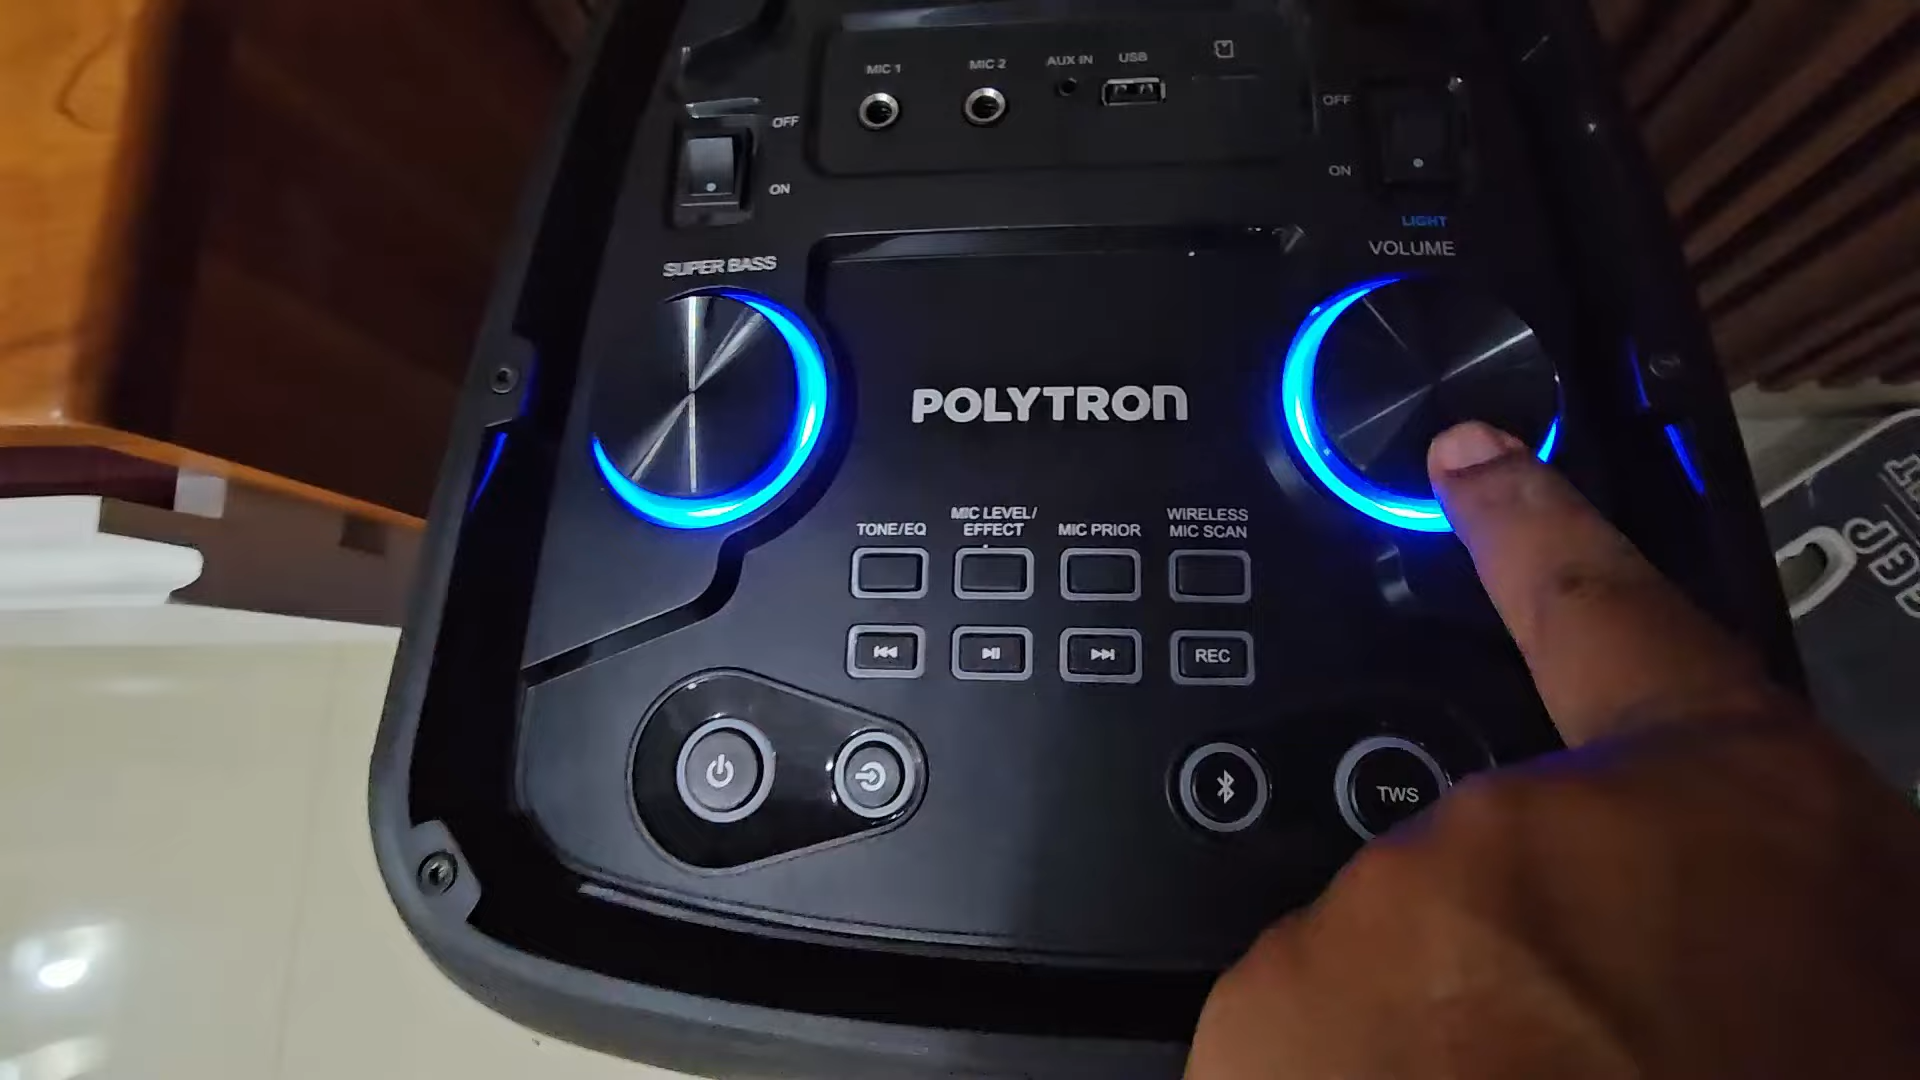 MIC 1
MIC 2
AUX IN
USB
OFF
ON
OFF
ON
LIGHT
SUPER BASS
VOLUME
POLYTRON
TONE/EQ
MIC LEVEL/
EFFECT
MIC PRIOR
WIRELESS
MIC SCAN
REC
TWS